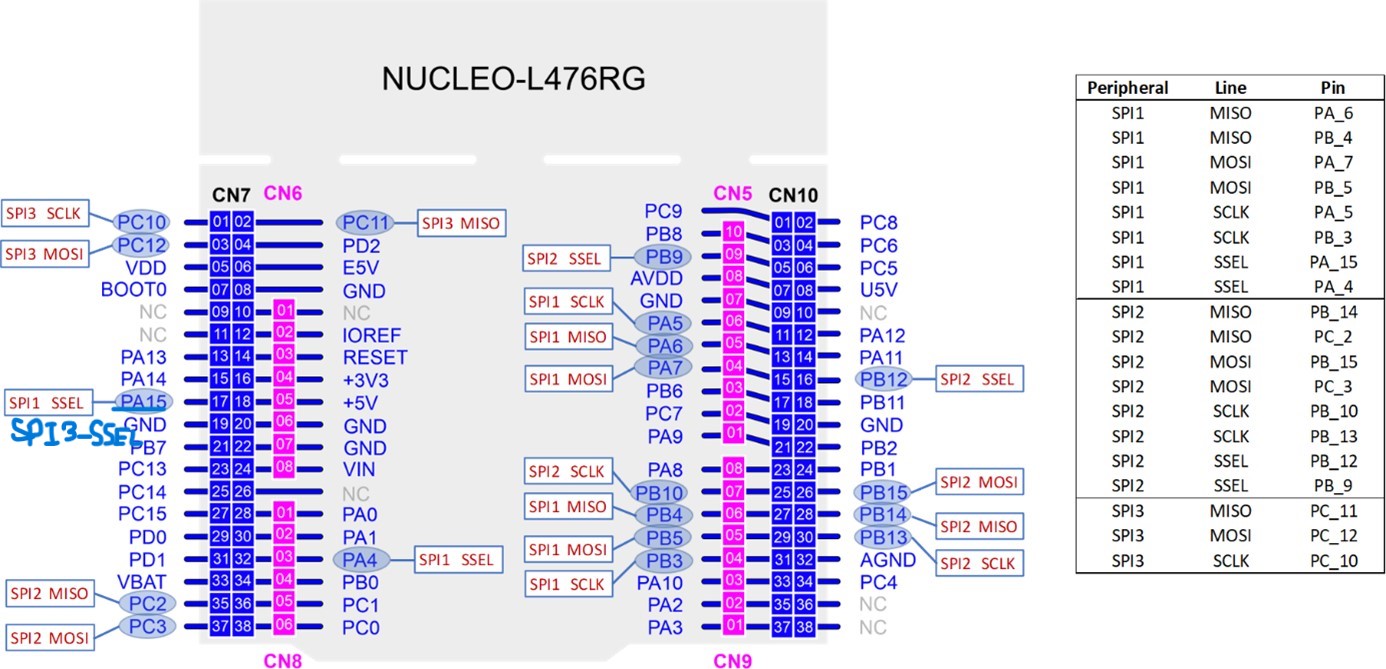 NUCLEO-L476RG
CN7 CN6
CN5 CN10
SPI3 SCLK
PC10 01 02 PC11 SPI3 MISO
SPI3 MOSI
PC12 03 04 PD2
VDD 05 06 E5V
BOOT0 07 08 GND
NC 09 10 01 NC
NC 11 12 02 IOREF
PA13 13 14 03 RESET
PA14 15 16 04 +3V3
SPI1 SSEL PA15 17 18 05 +5V
SPI3-SSEL
GND 19 20 06 GND
PB7 21 22 07 GND
PC13 23 24 08 VIN
PC14 25 26 NC
PC15 27 28 01 PA0
PD0 29 30 02 PA1
PD1 31 32 03 PA4 SPI1 SSEL
VBAT 33 34 04 PB0
SPI2 MISO
PC2 35 36 05 PC1
SPI2 MOSI
PC3 37 38 06 PC0
CN8
PC9 01 02 PC8
PB8 10 03 04 PC6
SPI2 SSEL PB9 09 05 06 PC5
AVDD 08 07 08 U5V
GND 07 09 10 NC
SPI1 SCLK
PA5 06 11 12 PA12
SPI1 MISO
PA6 05 13 14 PA11
SPI1 MOSI
PA7 04 15 16 PB12 SPI2 SSEL
PB6 03 17 18 PB11
PC7 02 19 20 GND
PA9 01 21 22 PB2
PA8 08 23 24 PB1
SPI2 SCLK
PB10 07 25 26 PB15 SPI2 MOSI
SPI1 MISO
PB4 06 27 28 PB14 SPI2 MISO
SPI1 MOSI
PB5 05 29 30 PB13 SPI2 SCLK
SPI1 SCLK
PB3 04 31 32 AGND
PA10 03 33 34 PC4
PA2 02 35 36 NC
PA3 01 37 38 NC
CN9
Peripheral Line Pin
SPI1 MISO PA_6
SPI1 MISO PB_4
SPI1 MOSI PA_7
SPI1 MOSI PB_5
SPI1 SCLK PA_5
SPI1 SCLK PB_3
SPI1 SSEL PA_15
SPI1 SSEL PA_4
SPI2 MISO PB_14
SPI2 MISO PC_2
SPI2 MOSI PB_15
SPI2 MOSI PC_3
SPI2 SCLK PB_10
SPI2 SCLK PB_13
SPI2 SSEL PB_12
SPI2 SSEL PB_9
SPI3 MISO PC_11
SPI3 MOSI PC_12
SPI3 SCLK PC_10